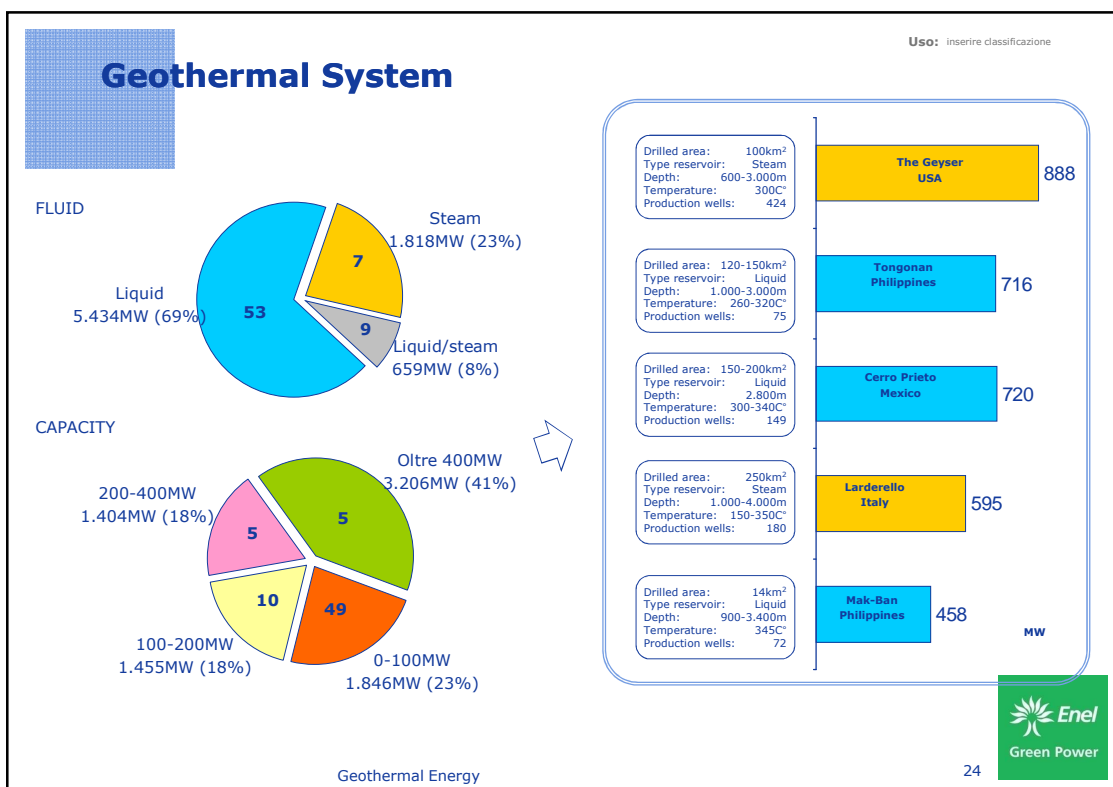 Uso: inserire classificazione
Geothermal System
FLUID
Steam
1.818MW (23%)
7
Liquid
5.434MW (69%)
53
9
Liquid/steam
659MW (8%)
CAPACITY
Oltre 400MW
3.206MW (41%)
200-400MW
1.404MW (18%)
5
5
10
49
100-200MW
1.455MW (18%)
0-100MW
1.846MW (23%)
Drilled area: 100km²
Type reservoir: Steam
Depth: 600-3.000m
Temperature: 300C°
Production wells: 424
The Geyser
USA
888
Drilled area: 120-150km²
Type reservoir: Liquid
Depth: 1.000-3.000m
Temperature: 260-320C°
Production wells: 75
Tongonan
Philippines
716
Drilled area: 150-200km²
Type reservoir: Liquid
Depth: 2.800m
Temperature: 300-340C°
Production wells: 149
Cerro Prieto
Mexico
720
Drilled area: 250km²
Type reservoir: Steam
Depth: 1.000-4.000m
Temperature: 150-350C°
Production wells: 180
Larderello
Italy
595
Drilled area: 14km²
Type reservoir: Liquid
Depth: 900-3.400m
Temperature: 345C°
Production wells: 72
Mak-Ban
Philippines
458
MW
Enel
Green Power
Geothermal Energy
24